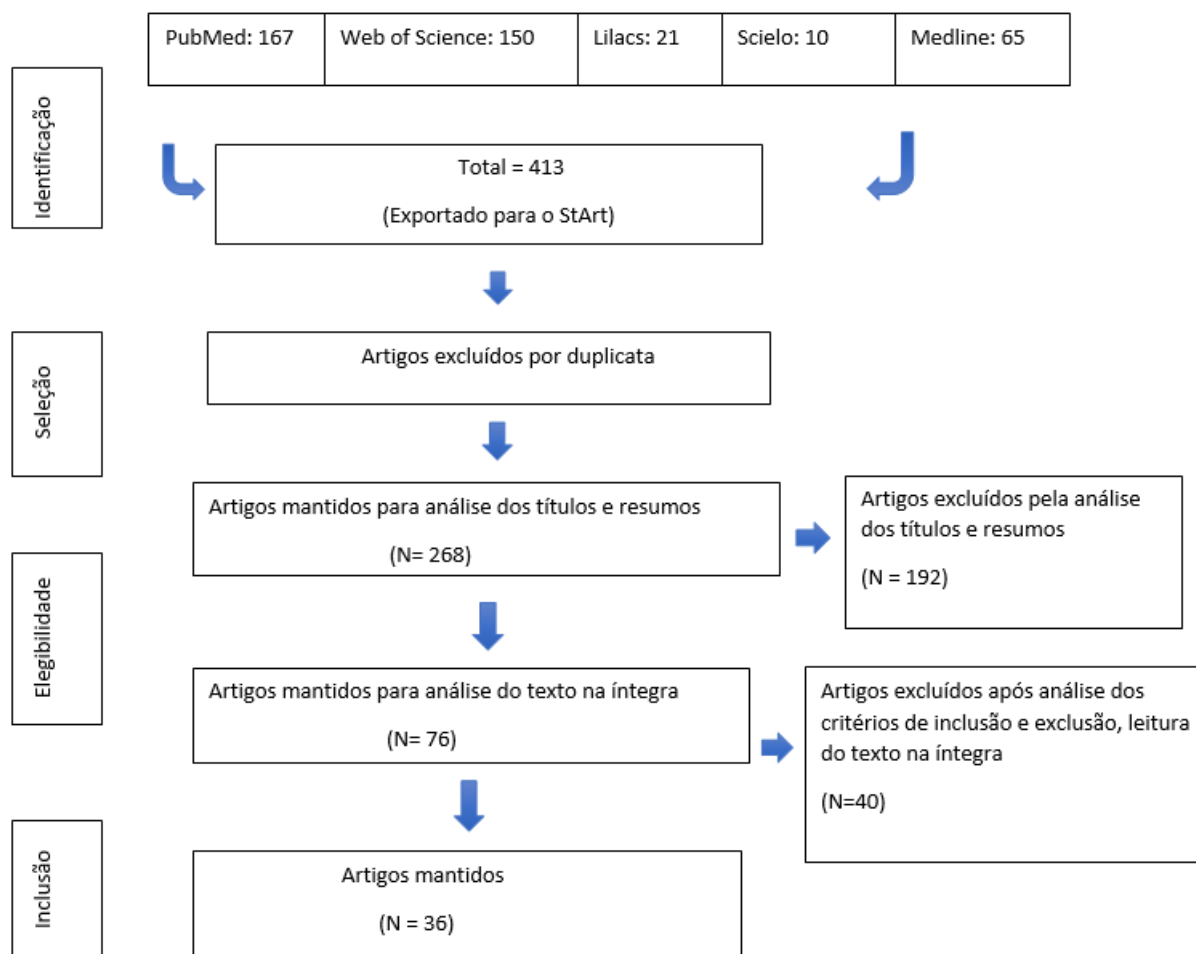 PubMed: 167
Web of Science: 150
Lilacs: 21
Scielo: 10
Medline: 65
Identificação
Total = 413
(Exportado para o StArt)
Seleção
Artigos excluídos por duplicata
Artigos mantidos para análise dos títulos e resumos
(N= 268)
Artigos excluídos pela análise
dos títulos e resumos
(N = 192)
Elegibilidade
Artigos mantidos para análise do texto na íntegra
(N= 76)
Artigos excluídos após análise dos
critérios de inclusão e exclusão, leitura
do texto na íntegra
(N=40)
Inclusão
Artigos mantidos
(N = 36)